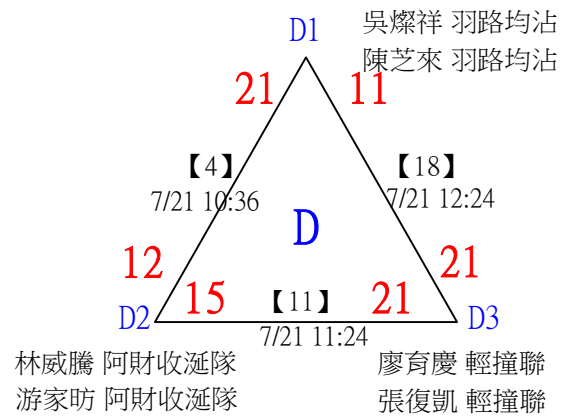 D1
吳燦祥 羽路均沾
陳芝來 羽路均沾
21
11
【4】
7/21 10:36
【18】
7/21 12:24
D
12
21
15
【11】
21
D2
7/21 11:24
D3
林威騰 阿財收涎隊
游家昉 阿財收涎隊
廖育慶 輕撞聯
張復凱 輕撞聯